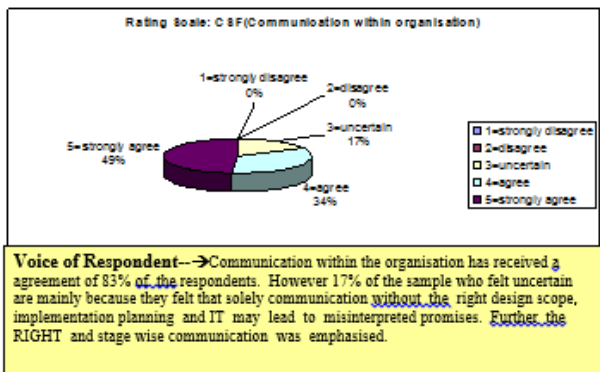 Rating Scale: CSF(Communication within organisation)
1=strongly disagree
0%
2=disagree
0%
3=uncertain
17%
5=strongly agree
49%
4=agree
34%
1=strongly disagree
2=disagree
3=uncertain
4=agree
5=strongly agree
Voice of Respondent--→Communication within the organisation has received a
agreement of 83% of the respondents. However 17% of the sample who felt uncertain
are mainly because they felt that solely communication without the right design scope,
implementation planning and IT may lead to misinterpreted promises. Further the
RIGHT and stage wise communication was emphasised.